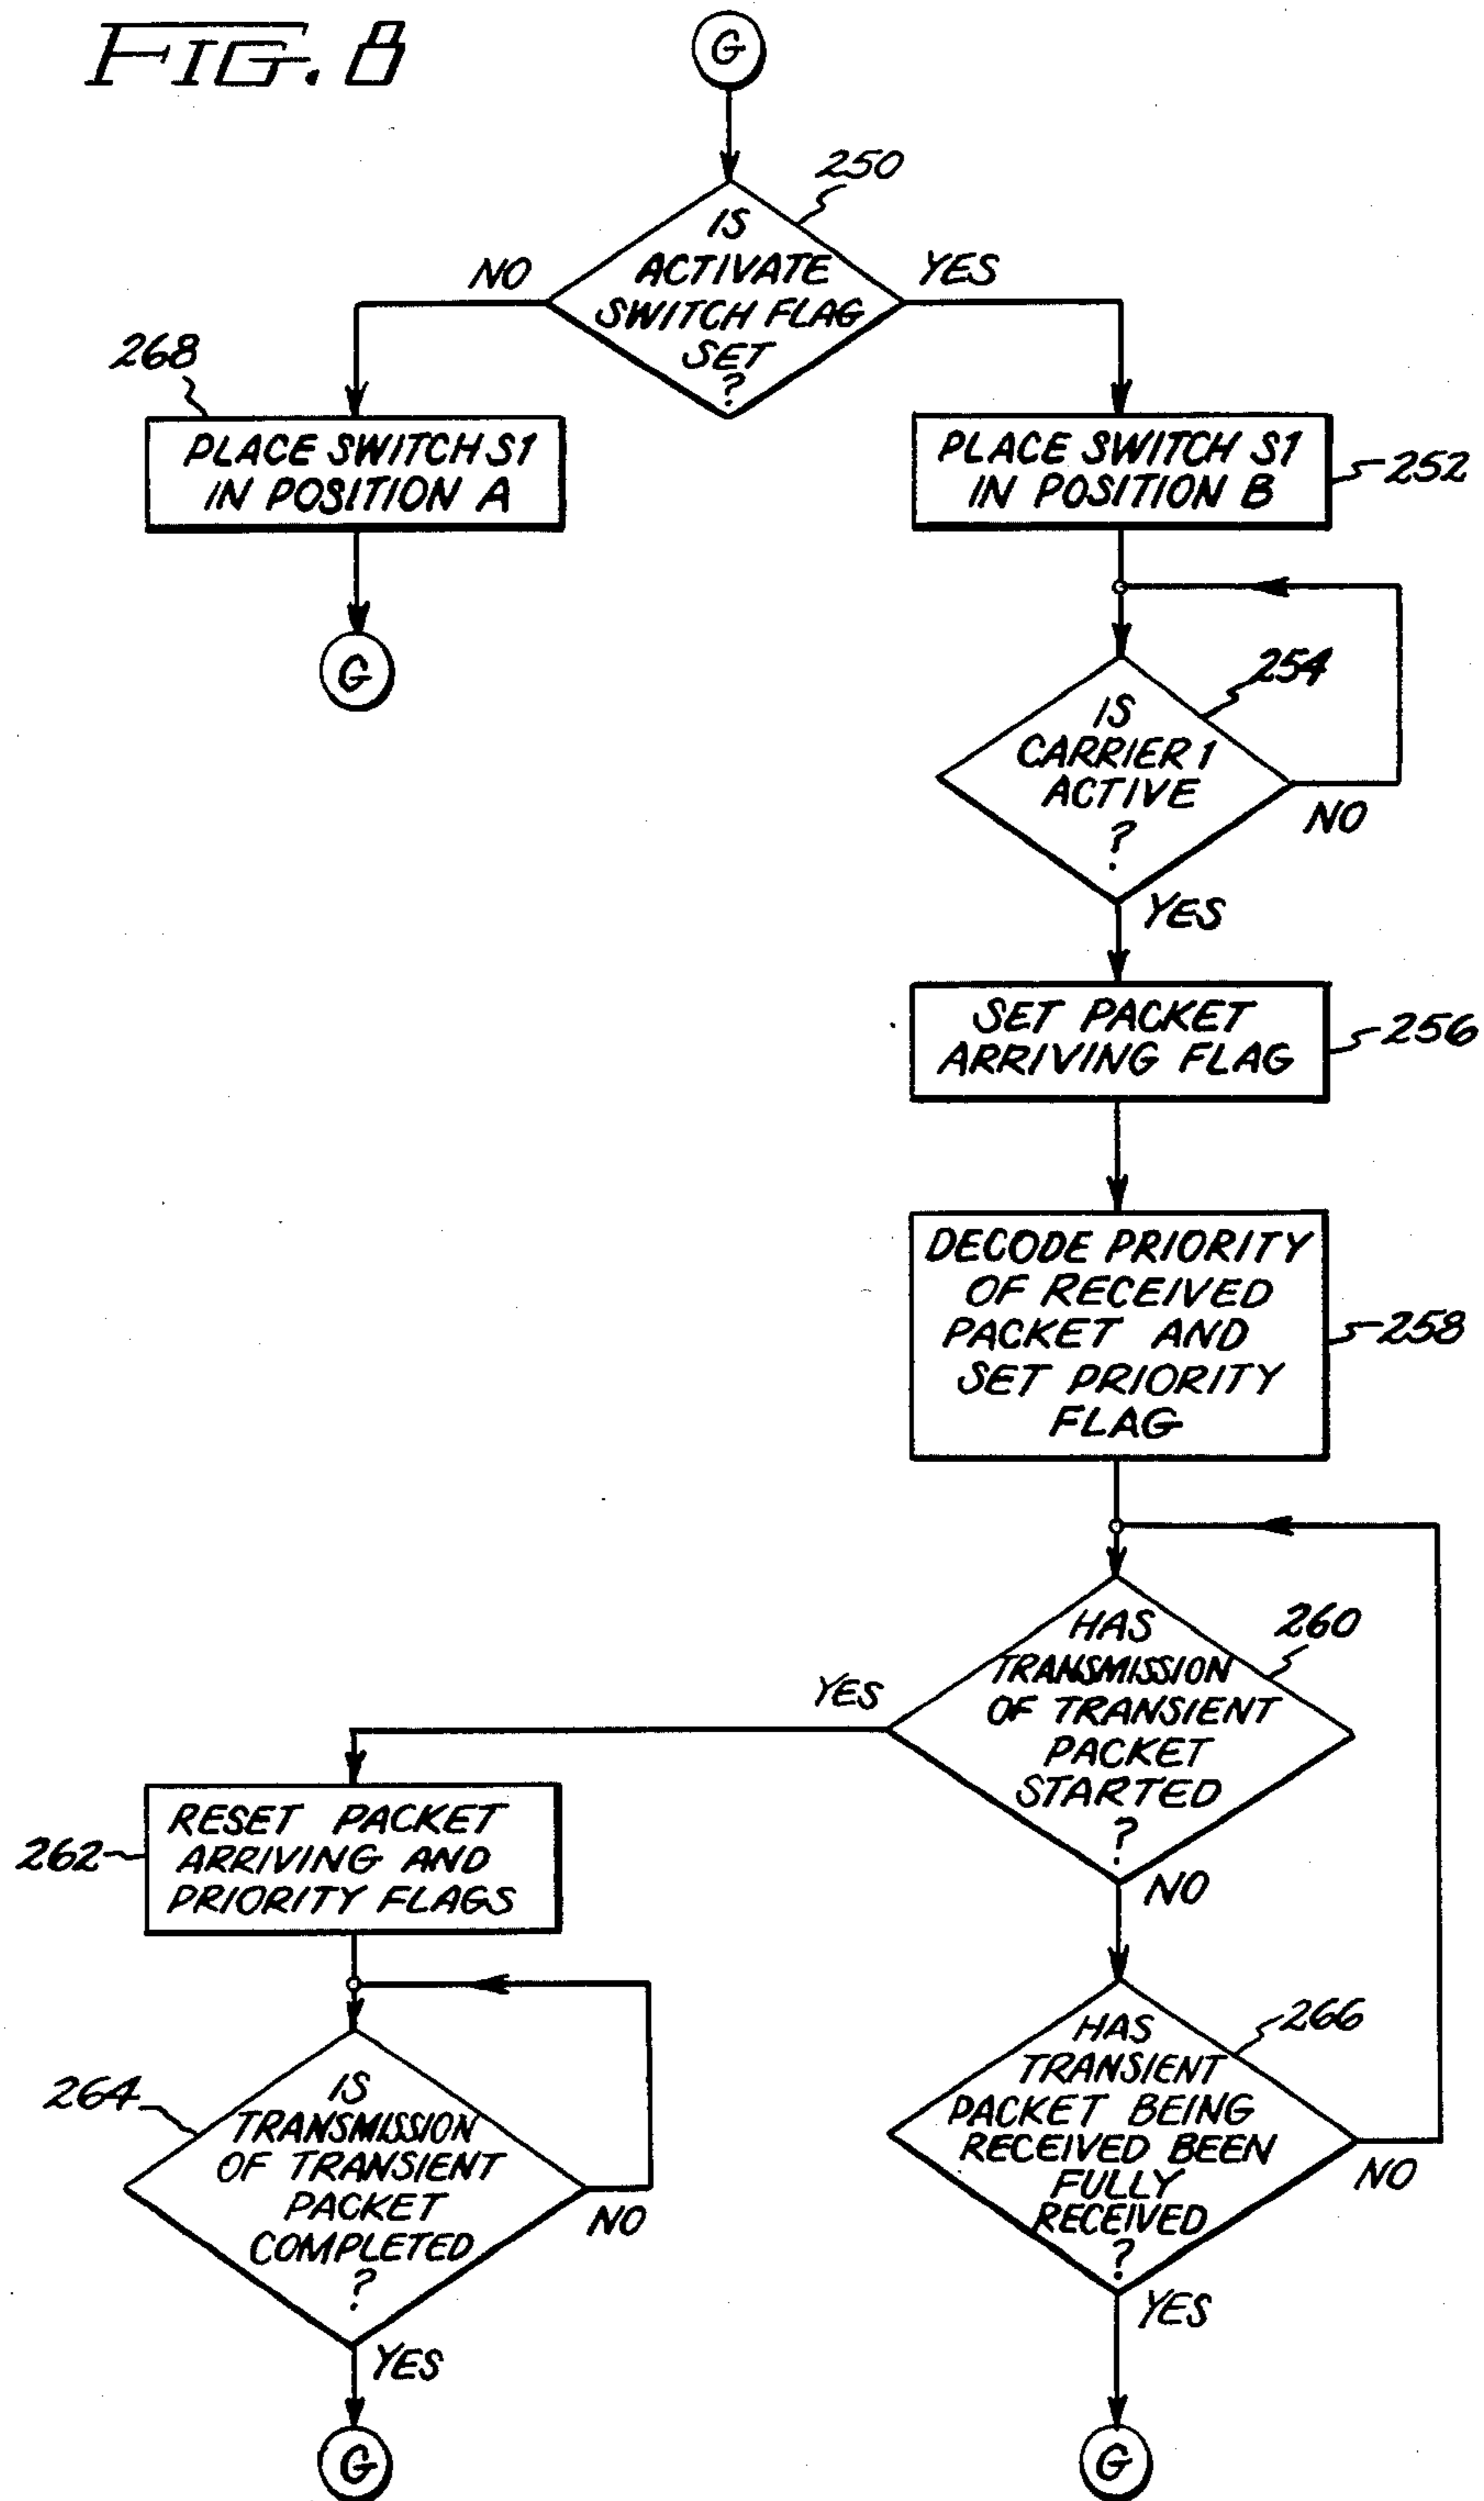 FIG. 8
G
250
IS
ACTIVATE
SWITCH FLAG
SET
?
NO
YES
268
PLACE SWITCH S1
IN POSITION A
G
PLACE SWITCH S1
IN POSITION B
252
254
IS
CARRIER 1
ACTIVE
?
NO
YES
SET PACKET
ARRIVING FLAG
256
DECODE PRIORITY
OF RECEIVED
PACKET AND
SET PRIORITY
FLAG
258
260
HAS
TRANSMISSION
OF TRANSIENT
PACKET
STARTED
?
YES
NO
262
RESET PACKET
ARRIVING AND
PRIORITY FLAGS
264
IS
TRANSMISSION
OF TRANSIENT
PACKET
COMPLETED
?
NO
YES
G
266
HAS
TRANSIENT
PACKET BEING
RECEIVED BEEN
FULLY
RECEIVED
?
NO
YES
G